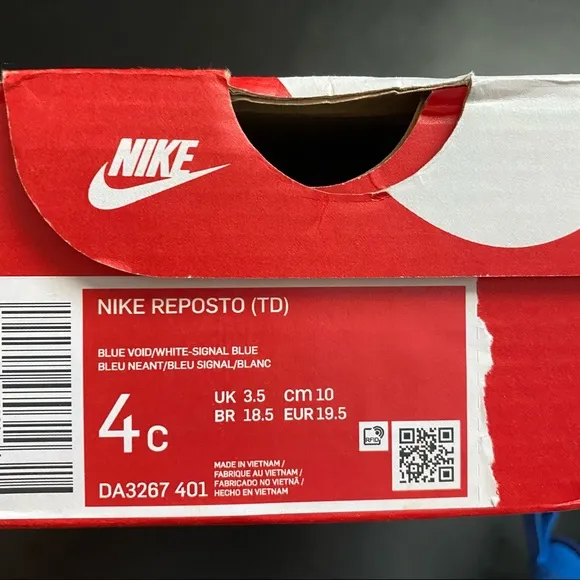 NIKE
NIKE REPOSTO (TD)
BLUE VOID/WHITE-SIGNAL BLUE
BLEU NEANT/BLEU SIGNAL/BLANC
4C
UK 3.5 CM 10
BR 18.5 EUR 19.5
RFID
DA3267 401
MADE IN VIETNAM /
FABRIQUE AU VIETNAM /
FABRICADO NO VIETNÃ /
HECHO EN VIETNAM